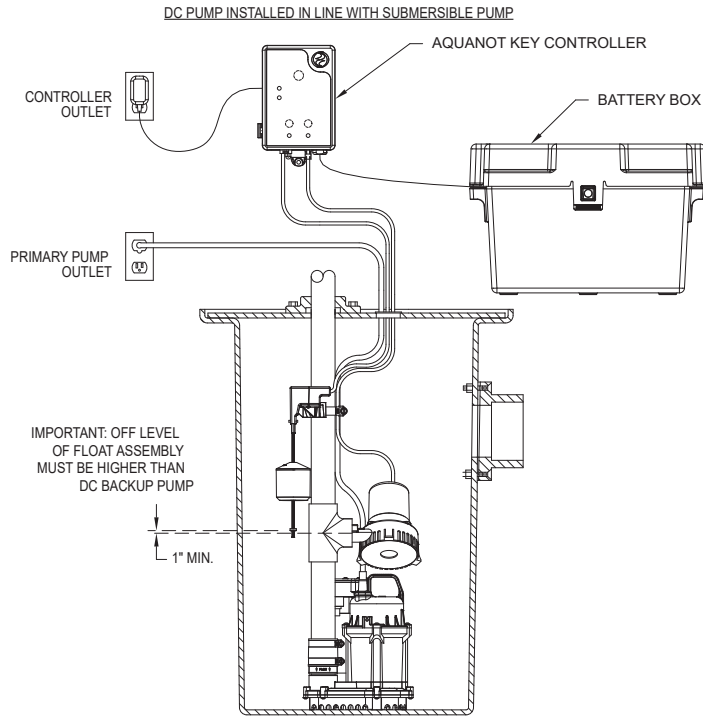 DC PUMP INSTALLED IN LINE WITH SUBMERSIBLE PUMP
AQUANOT KEY CONTROLLER
CONTROLLER
OUTLET
BATTERY BOX
PRIMARY PUMP
OUTLET
IMPORTANT: OFF LEVEL
OF FLOAT ASSEMBLY
MUST BE HIGHER THAN
DC BACKUP PUMP
1" MIN.